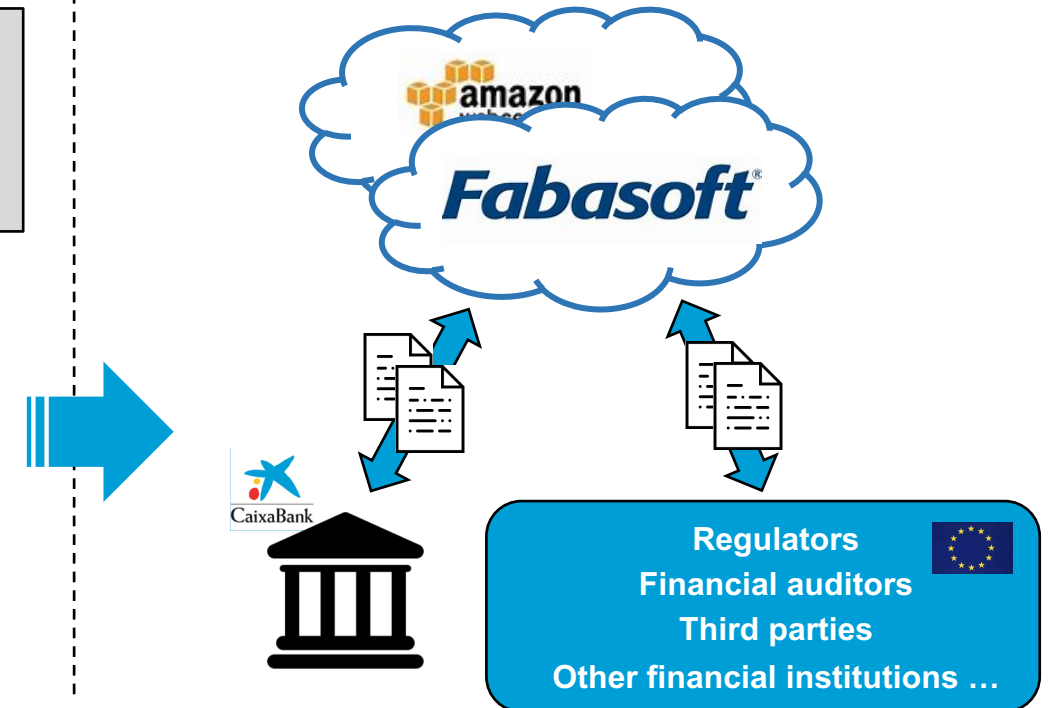 amazon
Fabasoft®
CaixaBank
Regulators
Financial auditors
Third parties
Other financial institutions …